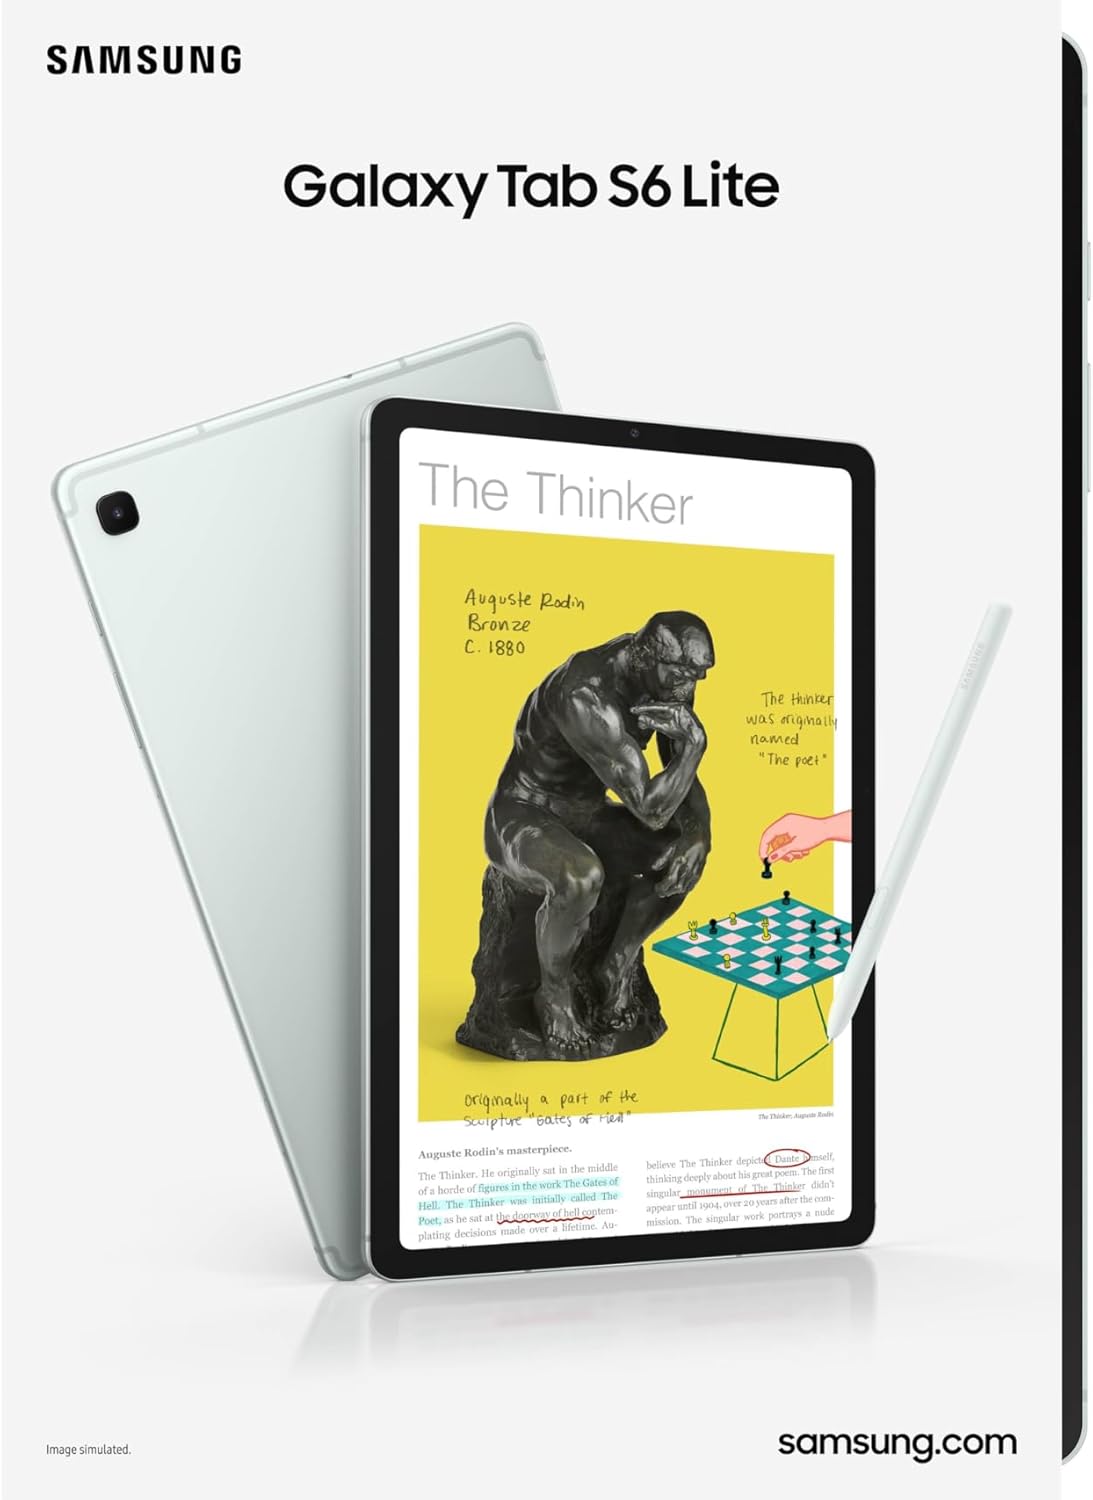 SAMSUNG
Galaxy Tab S6 Lite
The Thinker
Auguste Rodin
Bronze
C. 1880
The thinker
was originally
named
"The poet"
SAMSUNG
Originally a part of the
Sculpture "Gates of Hell"
The Thinker, Auguste Rodin
Auguste Rodin's masterpiece.
The Thinker. He originally sat in the middle
of a horde of figures in the work The Gates of
Hell. The Thinker was initially called The
Poet, as he sat at the doorway of hell contem-
plating decisions made over a lifetime. Au-
believe The Thinker depicted Dante himself,
thinking deeply about his great poem. The first
singular monument of The Thinker didn't
appear until 1904, over 20 years after the com-
mission. The singular work portrays a nude
Image simulated.
samsung.com